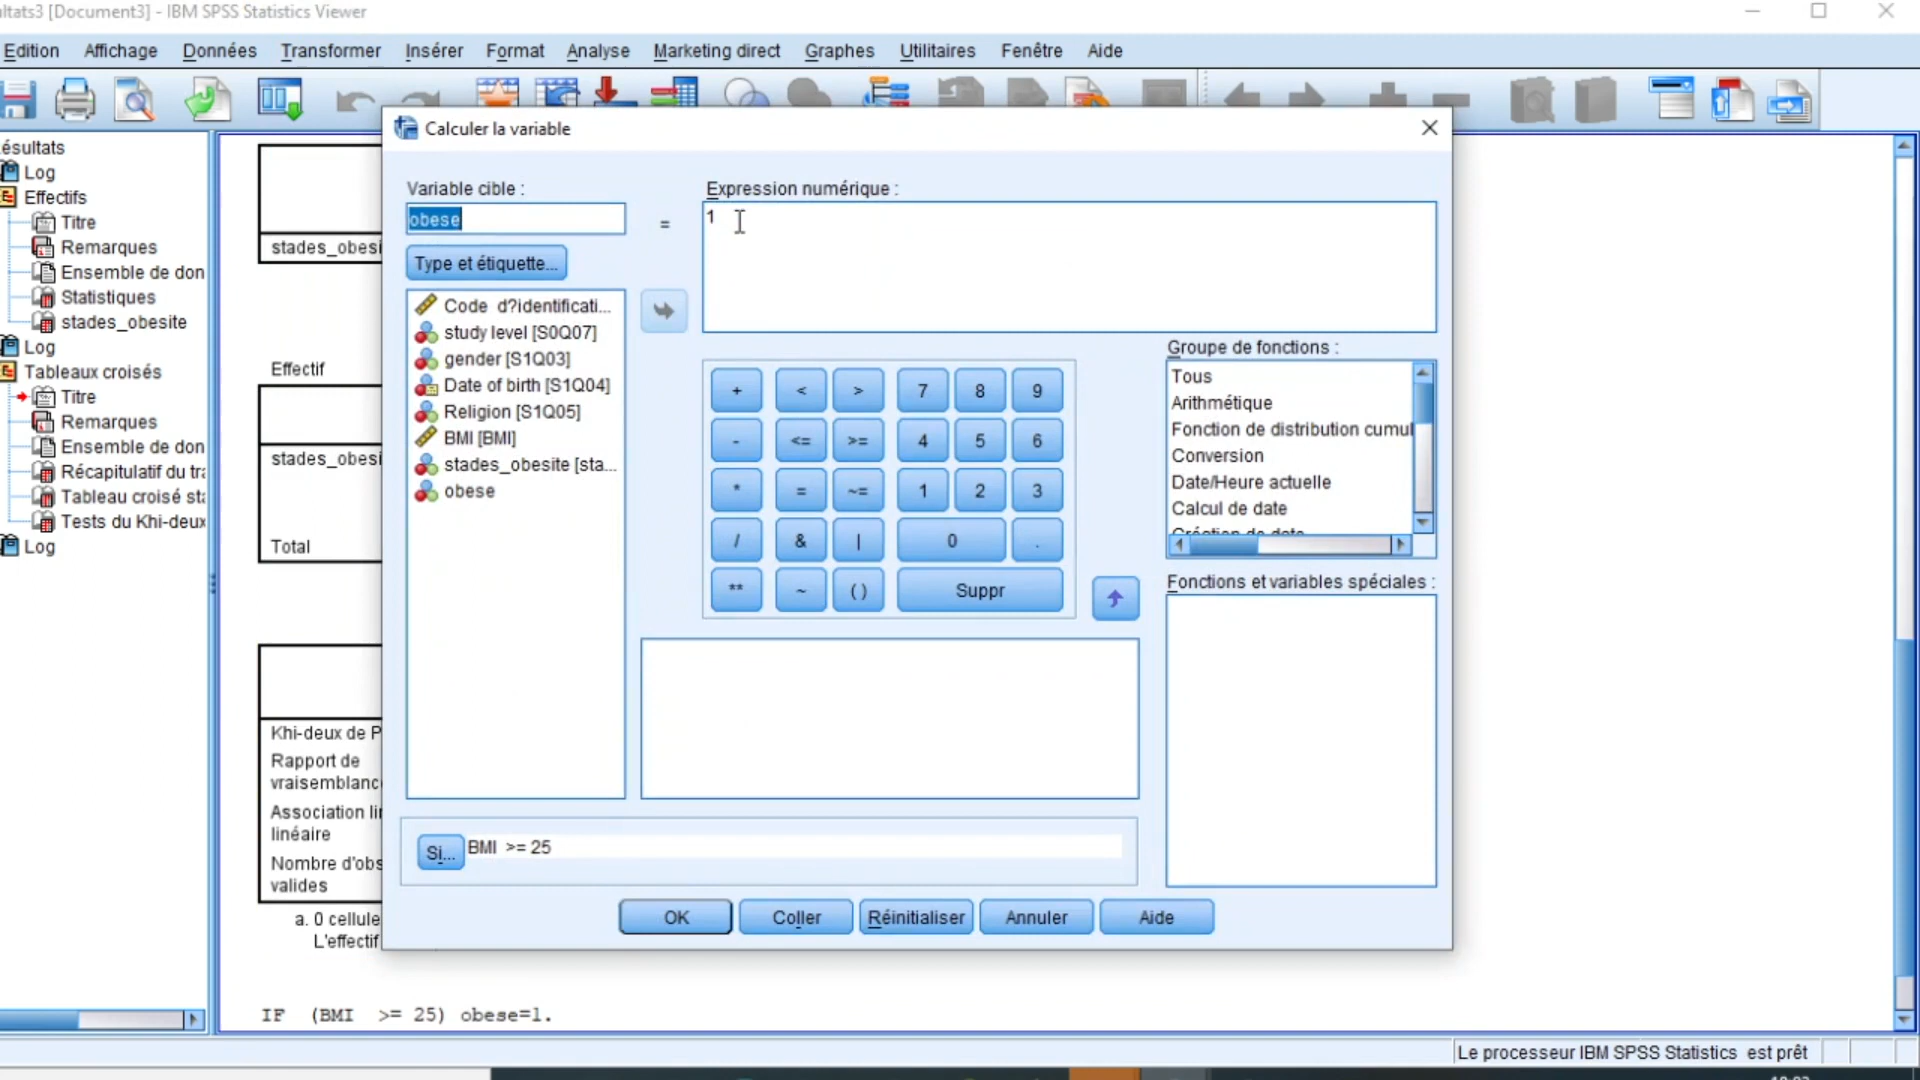 ltats3 [Document3] - IBM SPSS Statistics Viewer
Edition Affichage Données Transformer Insérer Format Analyse Marketing direct Graphes Utilitaires Fenêtre Aide
ésultats
Log
Effectifs
Titre
Remarques
Ensemble de don
Statistiques
stades_obesite
Log
Tableaux croisés
Titre
Remarques
Ensemble de don
Récapitulatif du tra
Tableau croisé sta
Tests du Khi-deux
Log
stades_obesi
Effectif
stades_obesi
Total
Khi-deux de P
Rapport de
vraisemblanc
Association li
linéaire
Nombre d'obs
valides
a. 0 cellule
L'effectif
IF (BMI >= 25) obese=1.
Calculer la variable
Variable cible :
obese
=
Expression numérique :
1
Type et étiquette...
Code d?identificati...
study level [S0Q07]
gender [S1Q03]
Date of birth [S1Q04]
Religion [S1Q05]
BMI [BMI]
stades_obesite [sta...
obese
+ < > 7 8 9
- <= >= 4 5 6
* = ~= 1 2 3
/ & | 0 .
** ~ () Suppr
Groupe de fonctions :
Tous
Arithmétique
Fonction de distribution cumul
Conversion
Date/Heure actuelle
Calcul de date
Création de date
Fonctions et variables spéciales :
Si... BMI >= 25
OK Coller Réinitialiser Annuler Aide
Le processeur IBM SPSS Statistics est prêt